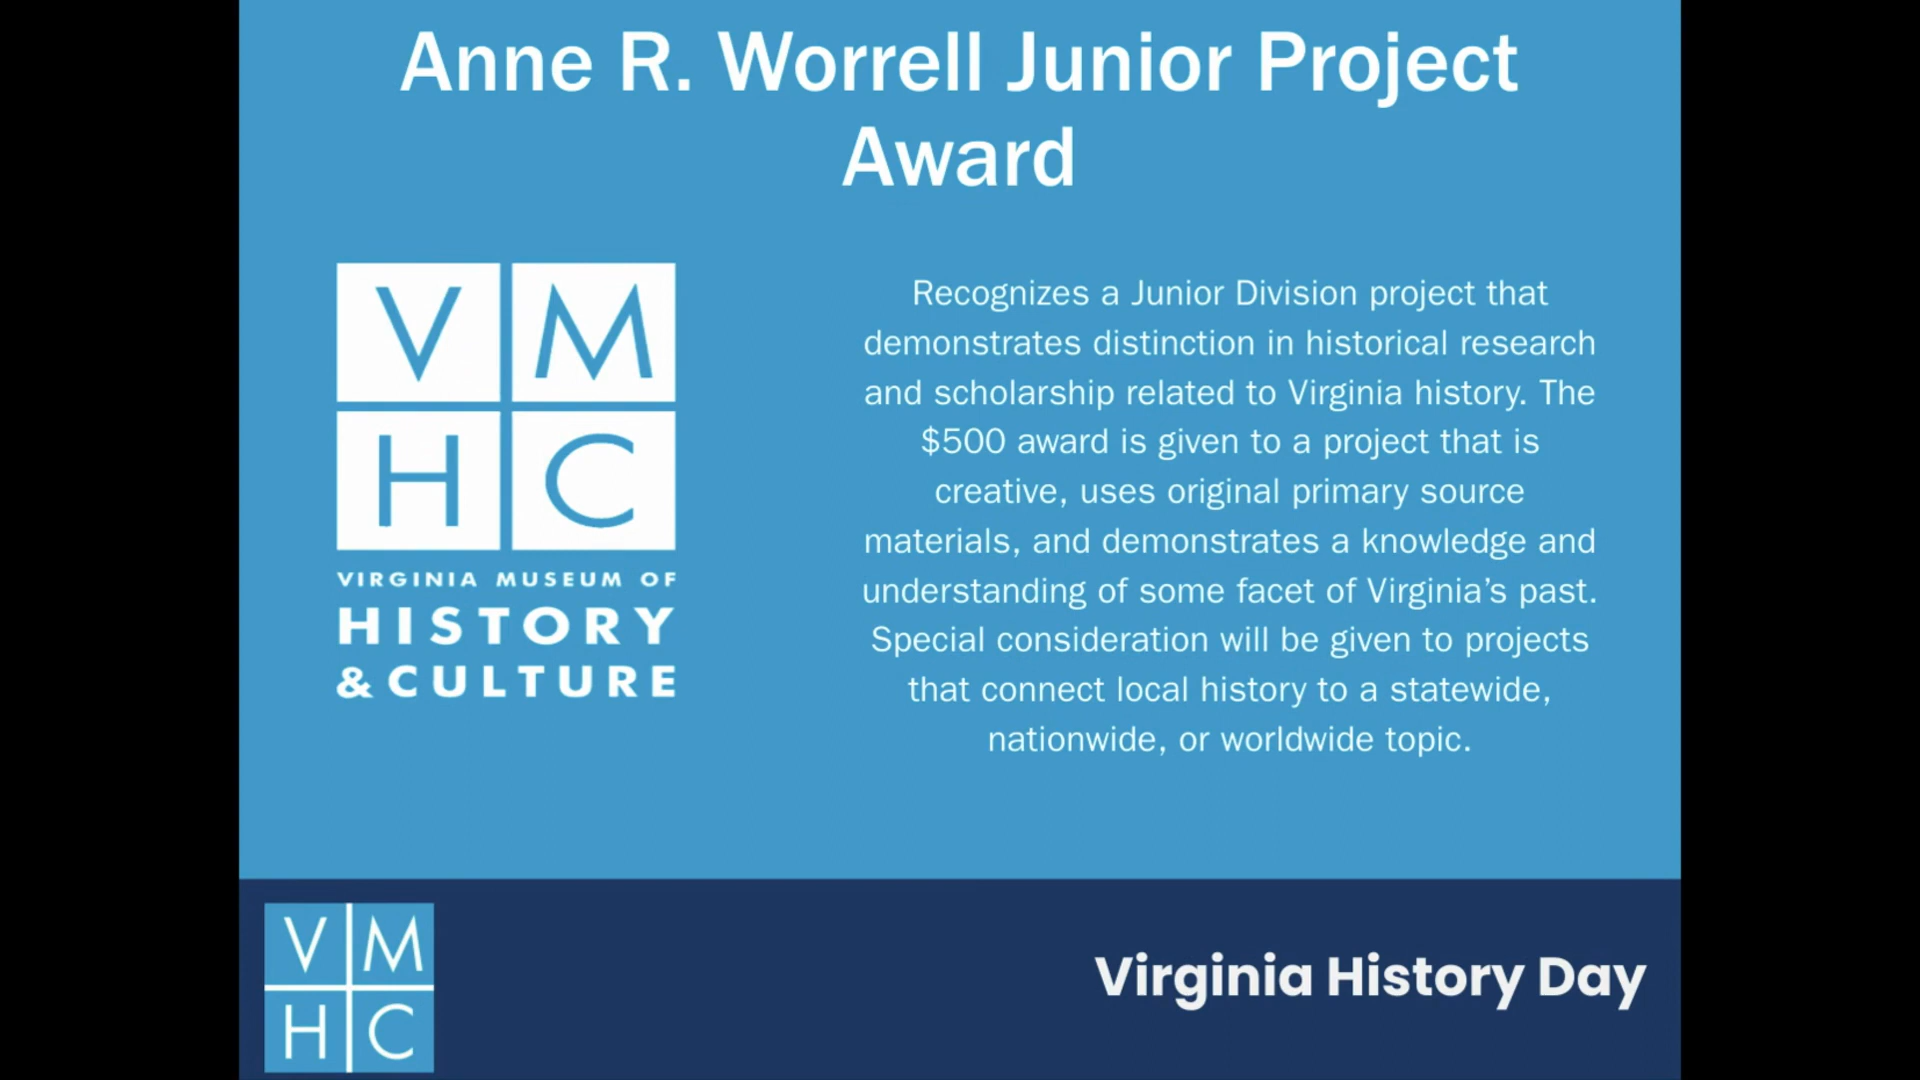 Anne R. Worrell Junior Project
Award
V M
H C
VIRGINIA MUSEUM OF
HISTORY
& CULTURE
Recognizes a Junior Division project that
demonstrates distinction in historical research
and scholarship related to Virginia history. The
$500 award is given to a project that is
creative, uses original primary source
materials, and demonstrates a knowledge and
understanding of some facet of Virginia’s past.
Special consideration will be given to projects
that connect local history to a statewide,
nationwide, or worldwide topic.
V M
H C
Virginia History Day